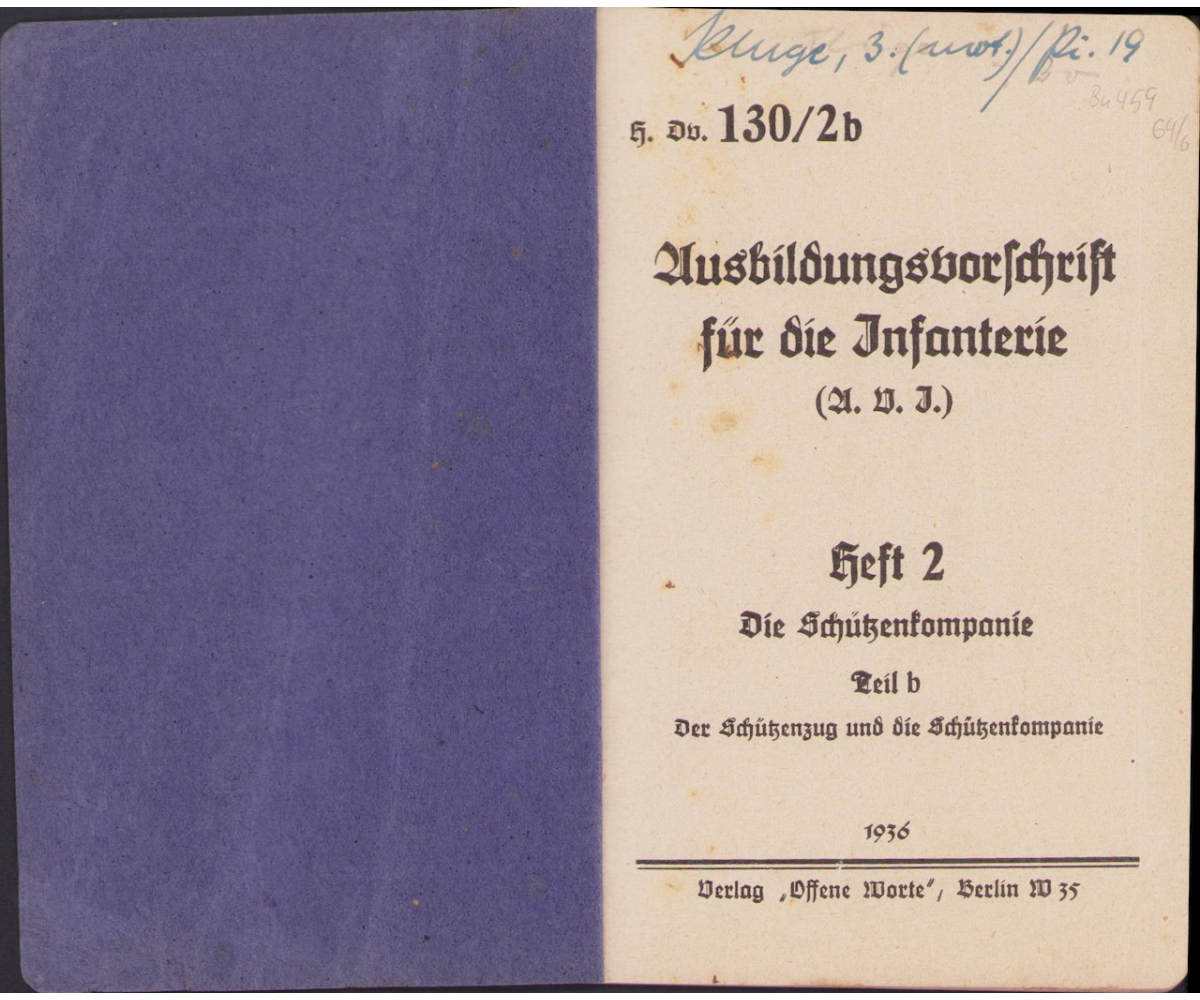 Kluge, 3. (mot.)/Pi. 19
H. Dv. 130/2b
Ausbildungsvorschrift
für die Infanterie
(A. V. I.)
Heft 2
Die Schützenkompanie
Teil b
Der Schützenzug und die Schützenkompanie
1936
Verlag „Offene Worte“, Berlin W 35